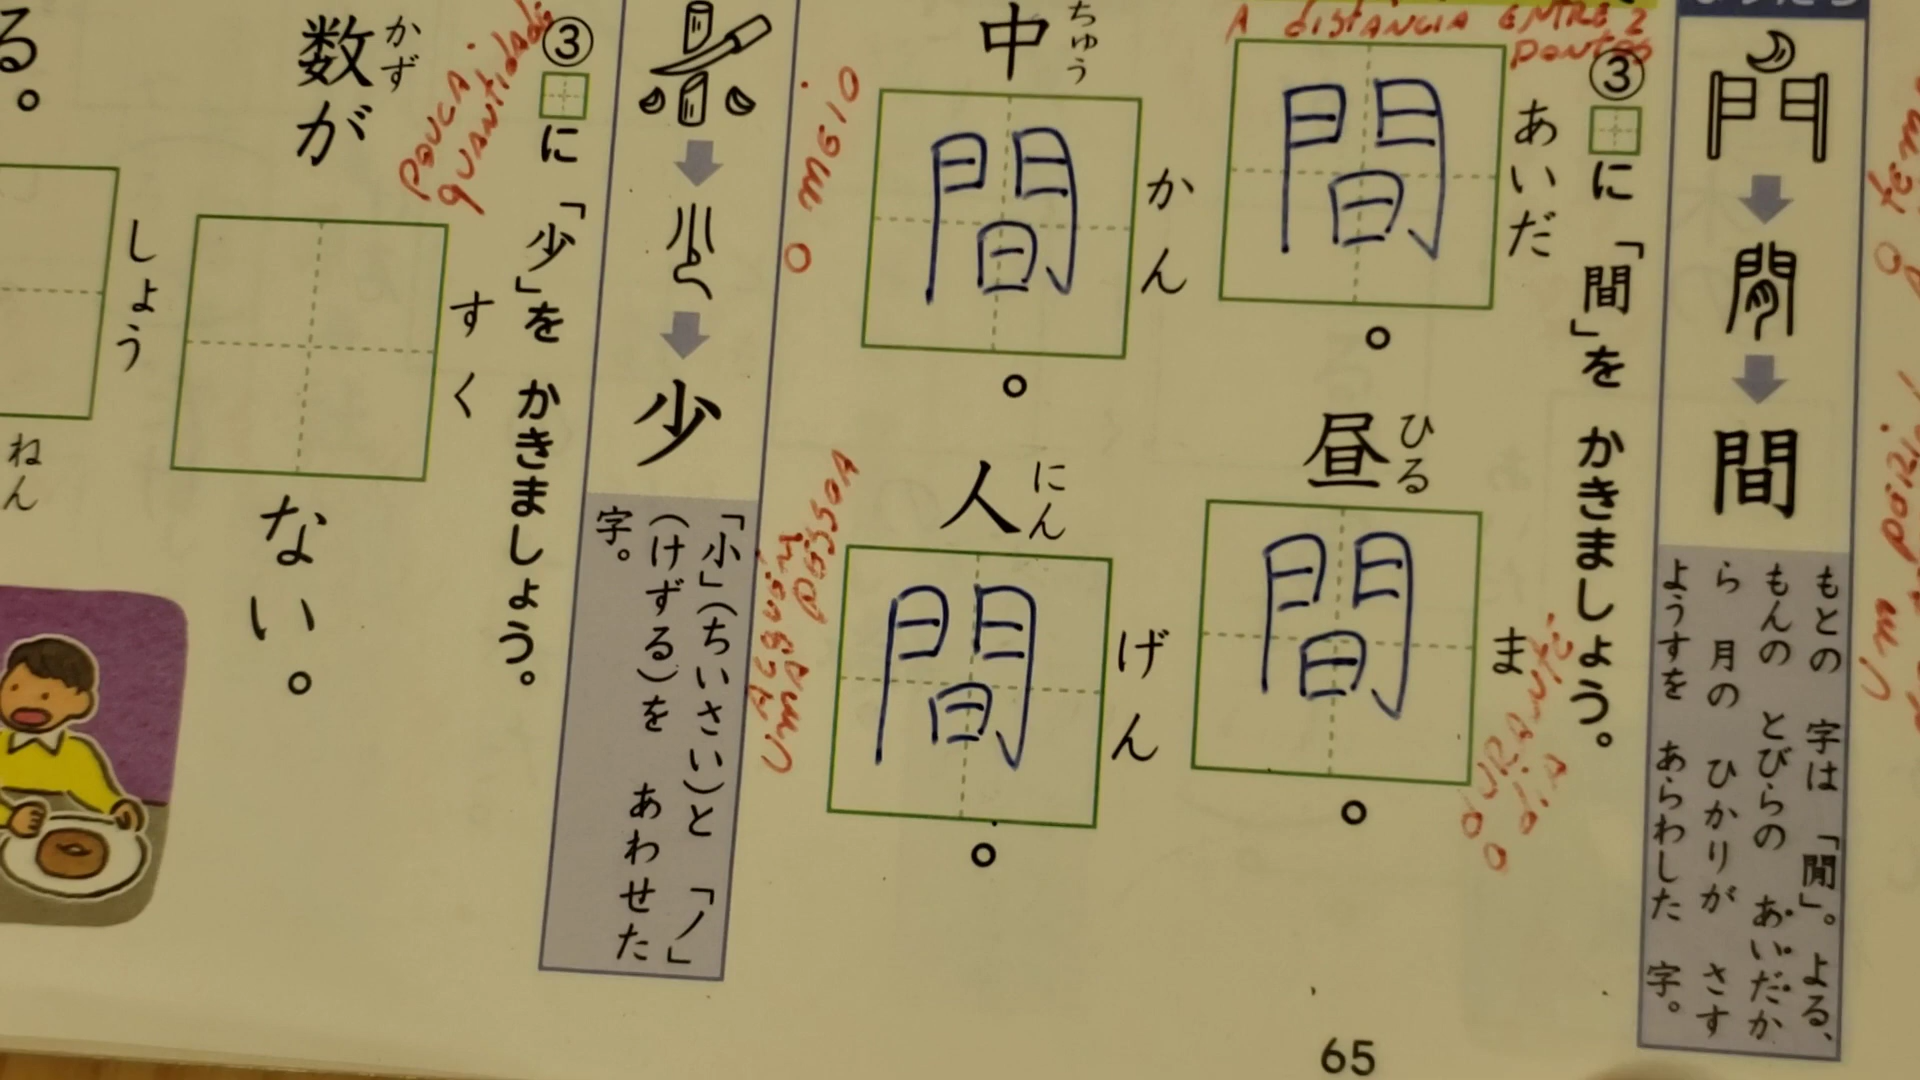 閒
間
もとの 字は 「閒」。よる、
もんの とびらの あいだか
ら 月の ひかりが さす
ようすを あらわした 字。
A distância ENTRE 2
pontos
③□に「間」を かきましょう。
あいだ
間。
ひる
昼間。
ま
durante
o dia
ちゅう
中間。
かん
o meio
にん
人間。
げん
uma
pessoa
少
「小」(ちいさい)と 「ノ」
(けずる)を あわせた
字。
③□に「少」を かきましょう。
pouca
quantidade
かず
数が
すく
ない。
しょう
ねん
る。
65